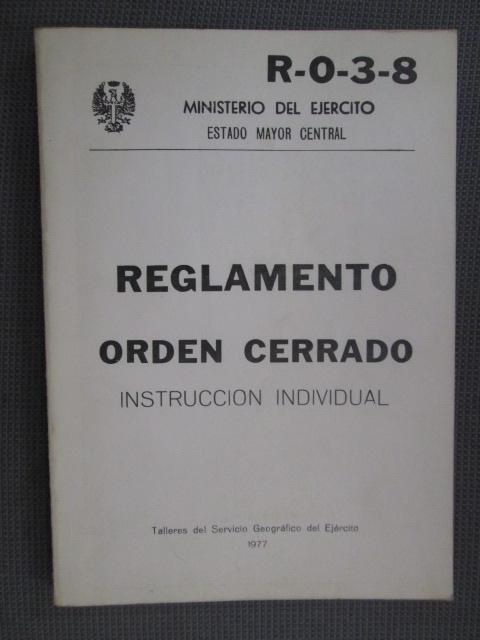 R-0-3-8
MINISTERIO DEL EJERCITO
ESTADO MAYOR CENTRAL
REGLAMENTO
ORDEN CERRADO
INSTRUCCION INDIVIDUAL
Talleres del Servicio Geográfico del Ejército
1977